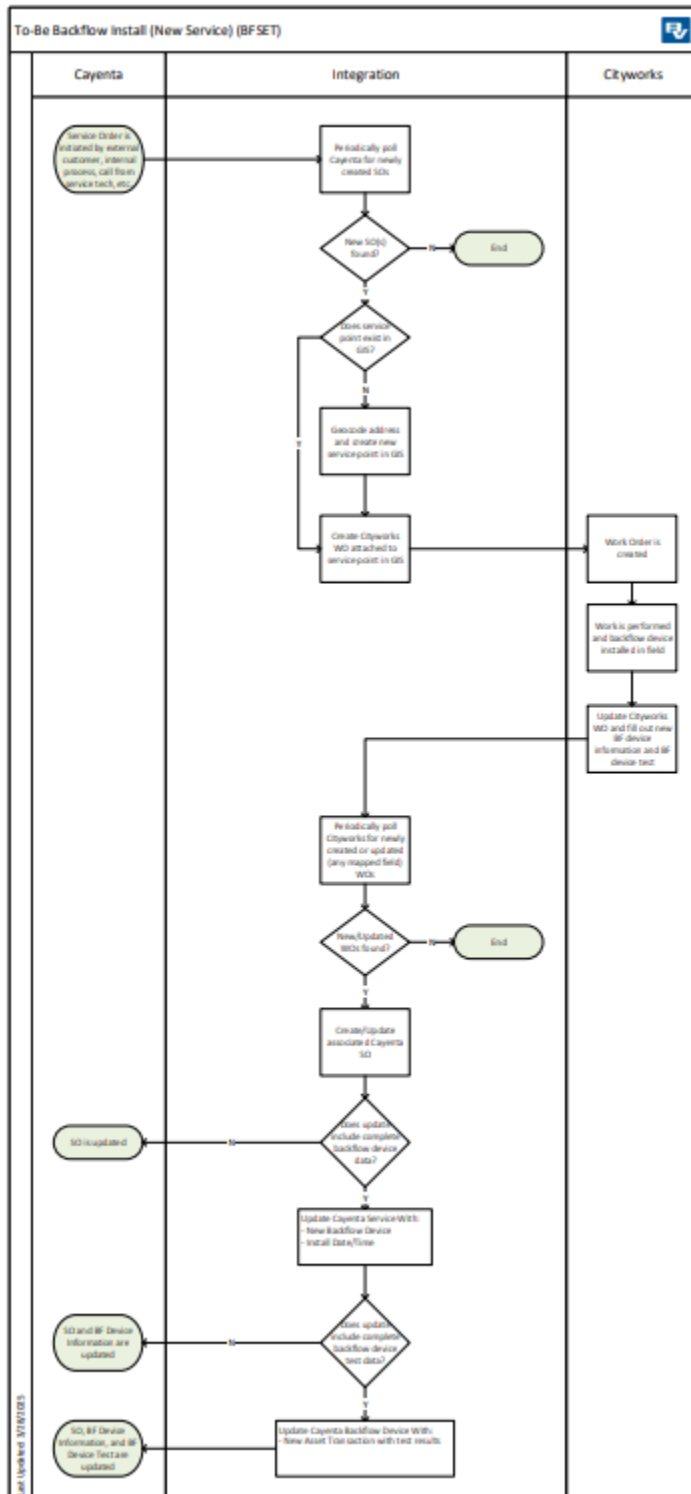 To-Be Backflow Install (New Service) (BFSET)
Cayenta
Integration
Cityworks
Service Order is
initiated by external
customer, internal
process, call from
service tech, etc.
Periodically poll
Cayenta for newly
created SOs
New SO(s)
found?
N
End
Y
Does service
point exist in
GIS?
N
Y
Geocode address
and create new
service point in GIS
Create Cityworks
WO attached to
service point in GIS
Work Order is
created
Work is performed
and backflow device
installed in field
Update Cityworks
WO and fill out new
BF device
information and BF
device test
Periodically poll
Cityworks for newly
created or updated
(any mapped field)
WOs
New/Updated
WOs found?
N
End
Y
Create/Update
associated Cayenta
SO
Does update
include complete
backflow device
data?
N
SO is updated
Y
Update Cayenta Service With:
- New Backflow Device
- Install Date/Time
Does update
include complete
backflow device
test data?
N
SO and BF Device
Information are
updated
Y
Update Cayenta Backflow Device With:
- New Asset Transaction with test results
SO, BF Device
Information, and BF
Device Test are
updated
Last Updated